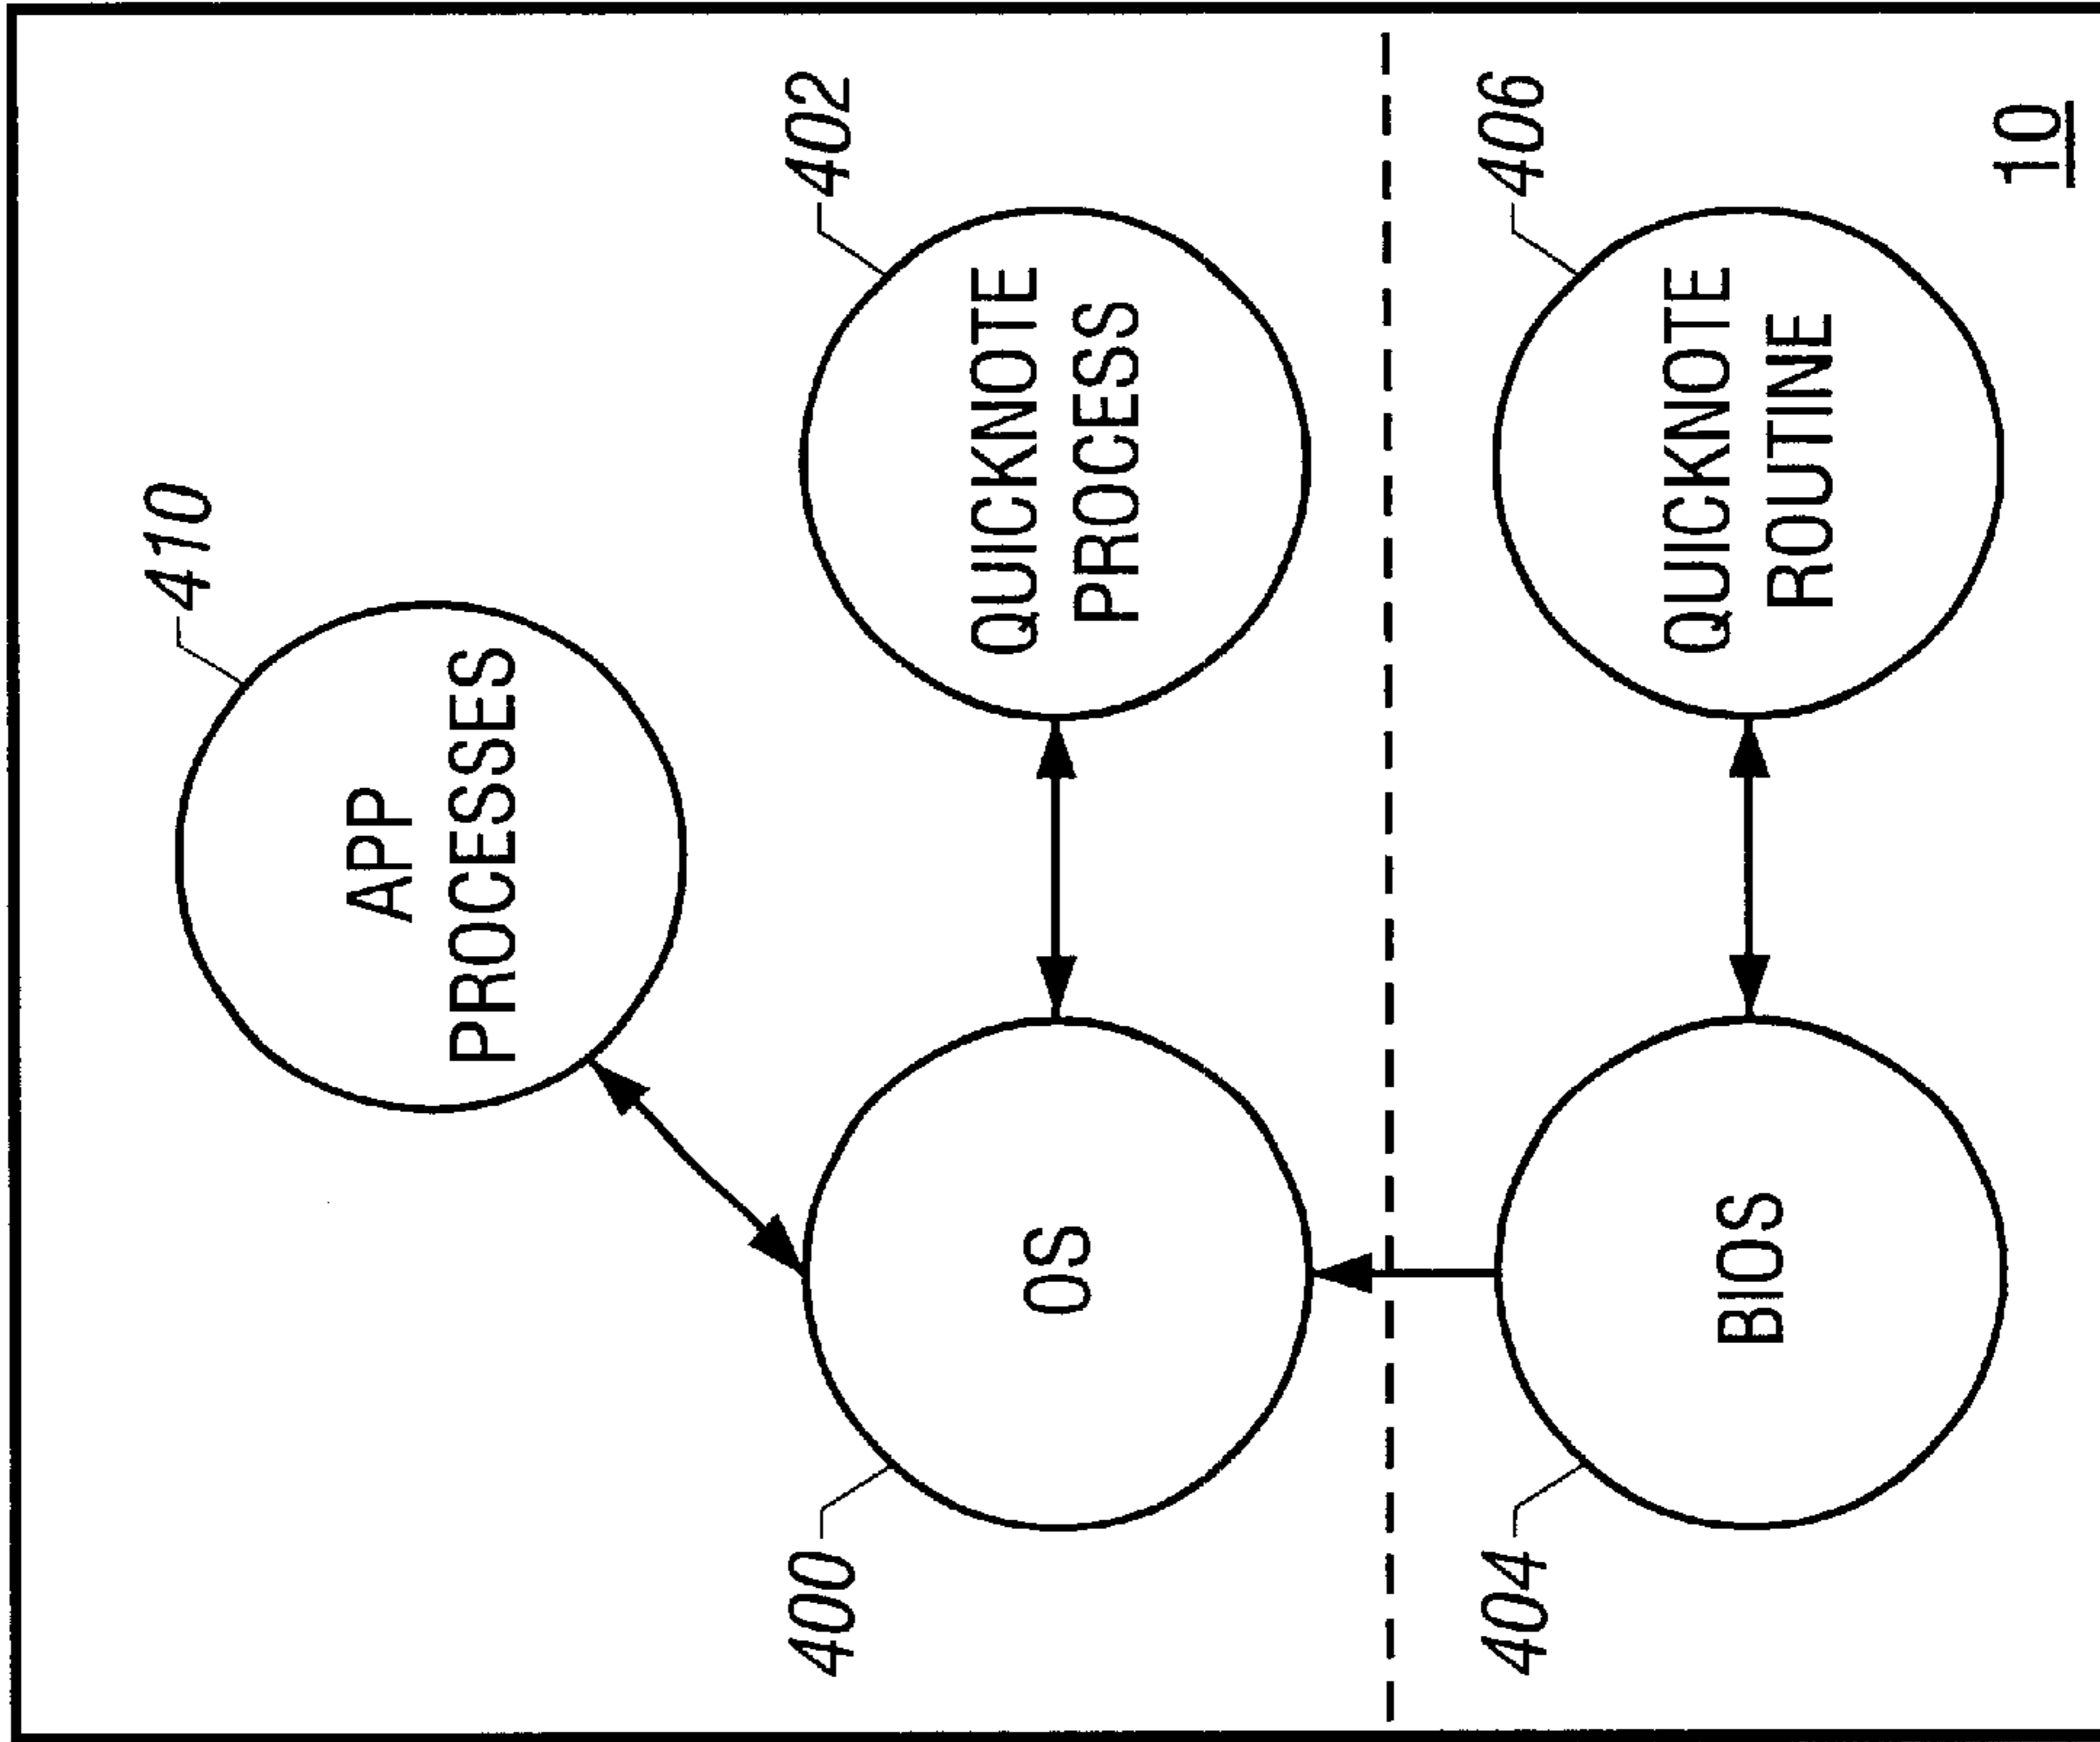 410
APP
PROCESSES
400
OS
402
QUICKNOTE
PROCESS
404
BIOS
406
QUICKNOTE
ROUTINE
10